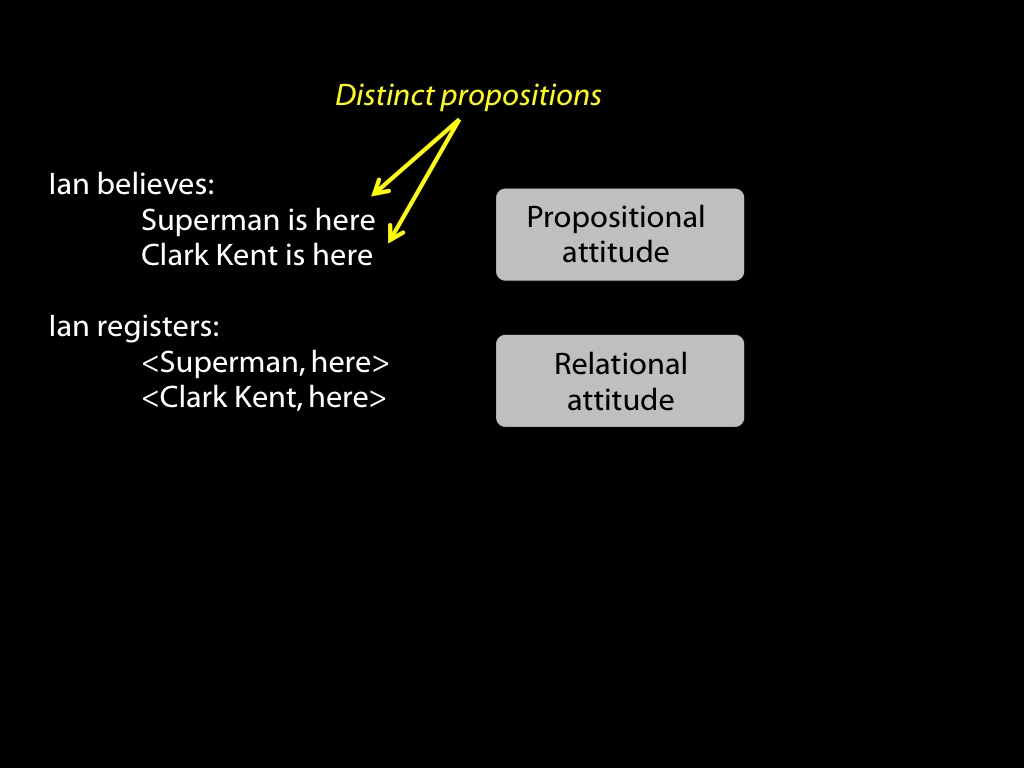 Distinct propositions
Ian believes:
Superman is here
Clark Kent is here
Propositional
attitude
Ian registers:
<Superman, here>
<Clark Kent, here>
Relational
attitude